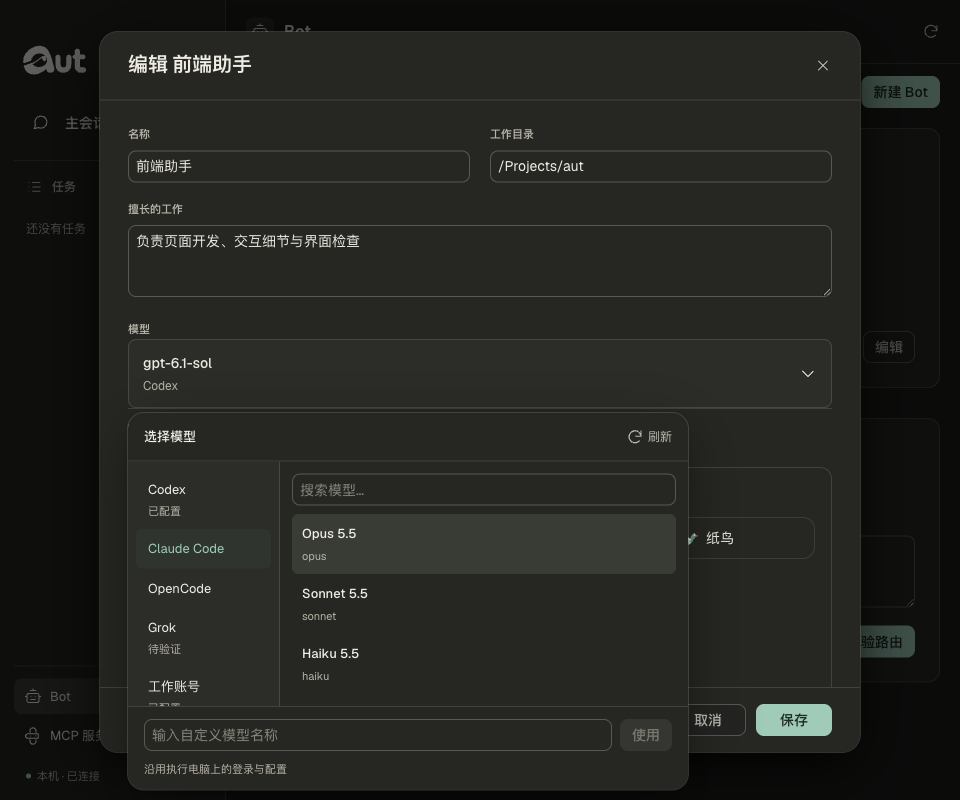 Aut
Bot
新建 Bot
编辑 前端助手
主会
名称
工作目录
前端助手
/Projects/aut
任务
擅长的工作
还没有任务
负责页面开发、交互细节与界面检查
模型
gpt-6.1-sol
Codex
编辑
选择模型
刷新
Codex
已配置
搜索模型...
Claude Code
Opus 5.5
opus
纸鸟
OpenCode
Sonnet 5.5
sonnet
Grok
待验证
Haiku 5.5
haiku
验路由
工作账号
Bot
取消
保存
MCP 服
输入自定义模型名称
使用
本机 · 已连接
沿用执行电脑上的登录与配置